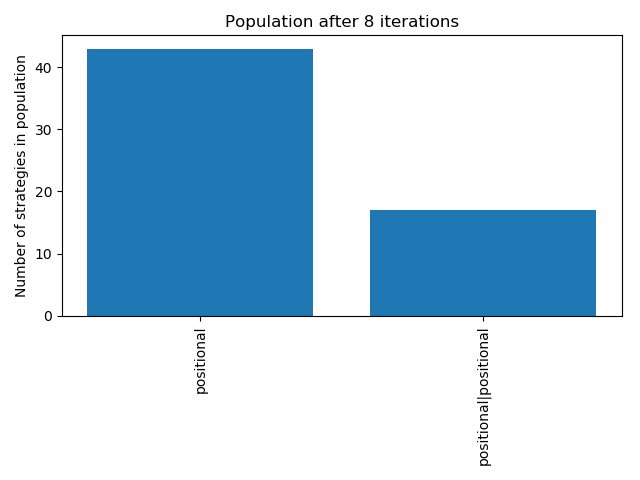 Population after 8 iterations
Number of strategies in population
40
30
20
10
0
positional
positional|positional